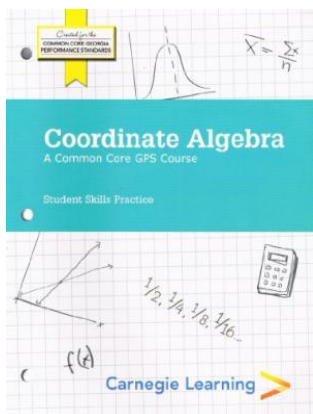 Created for the
COMMON CORE GEORGIA
PERFORMANCE STANDARDS
X̄ = Σx/n
Coordinate Algebra
A Common Core GPS Course
Student Skills Practice
1/2, 1/4, 1/8, 1/16...
x
f(t)
Carnegie Learning